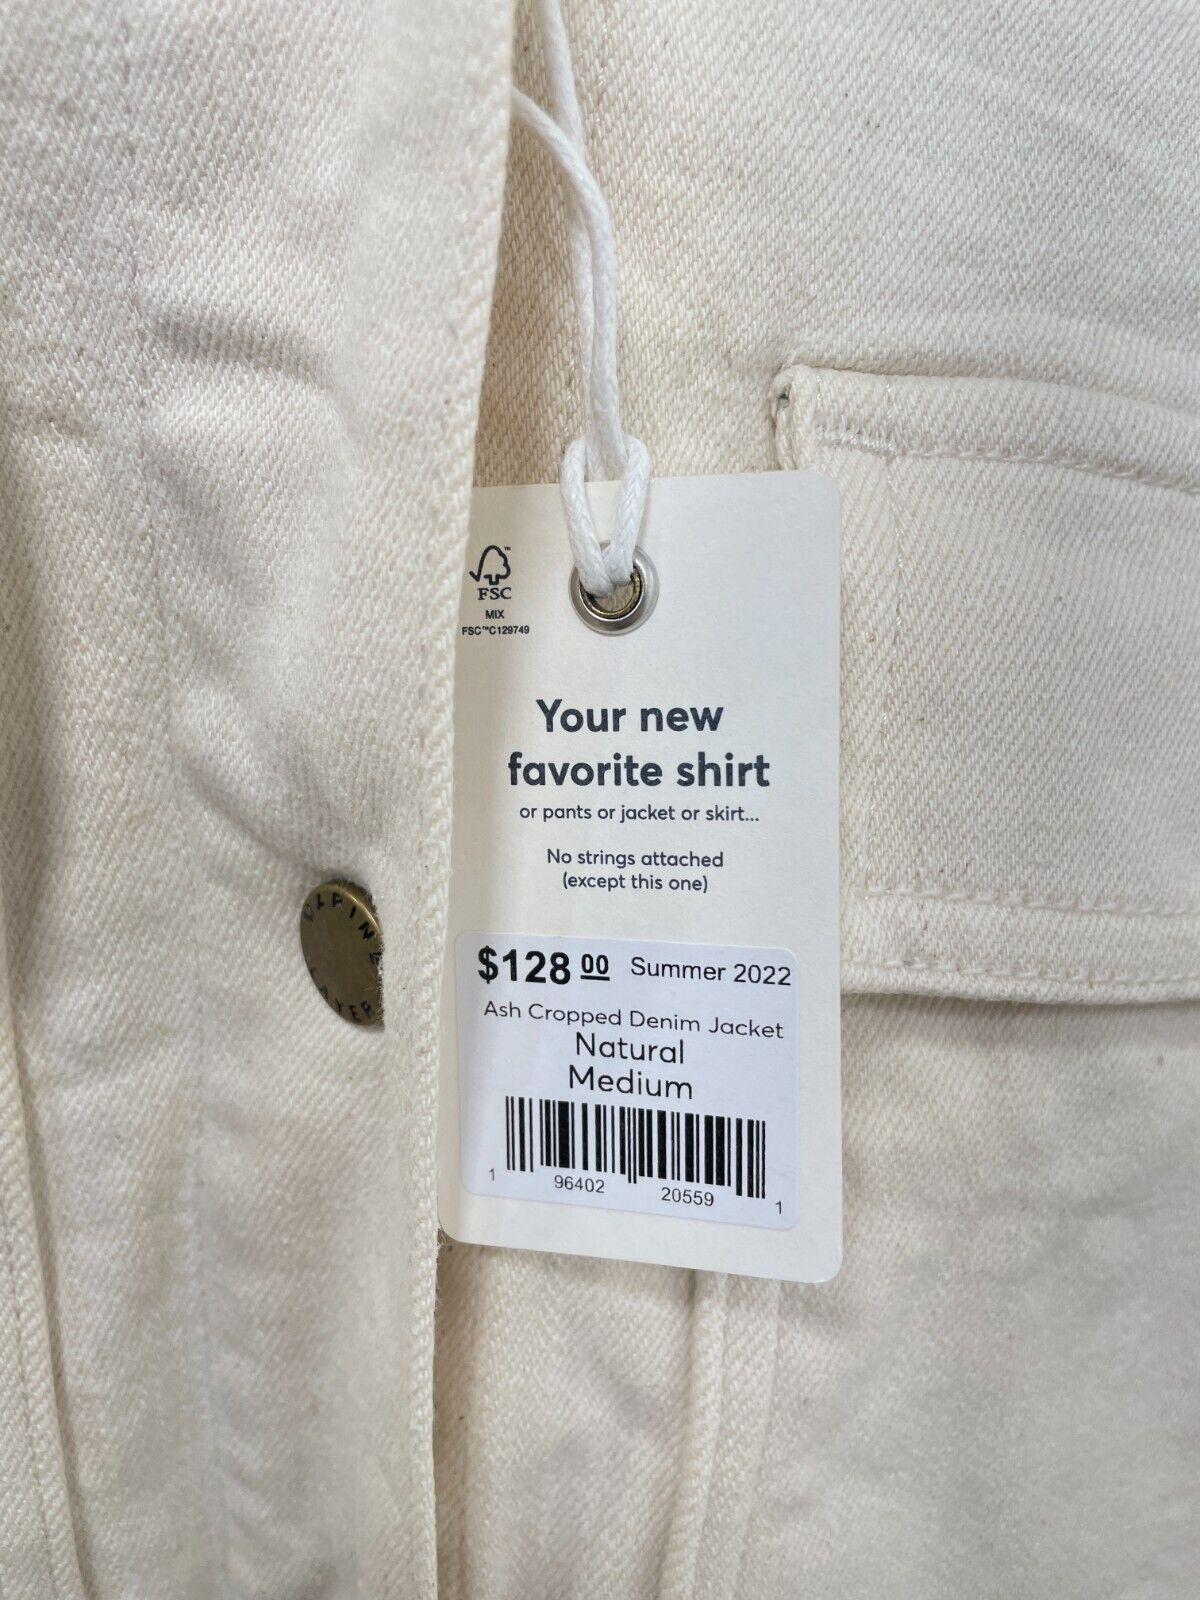 FSC™
MIX
FSC™C129749
Your new
favorite shirt
or pants or jacket or skirt...
No strings attached
(except this one)
$128 00 Summer 2022
Ash Cropped Denim Jacket
Natural
Medium
1 96402 20559 1